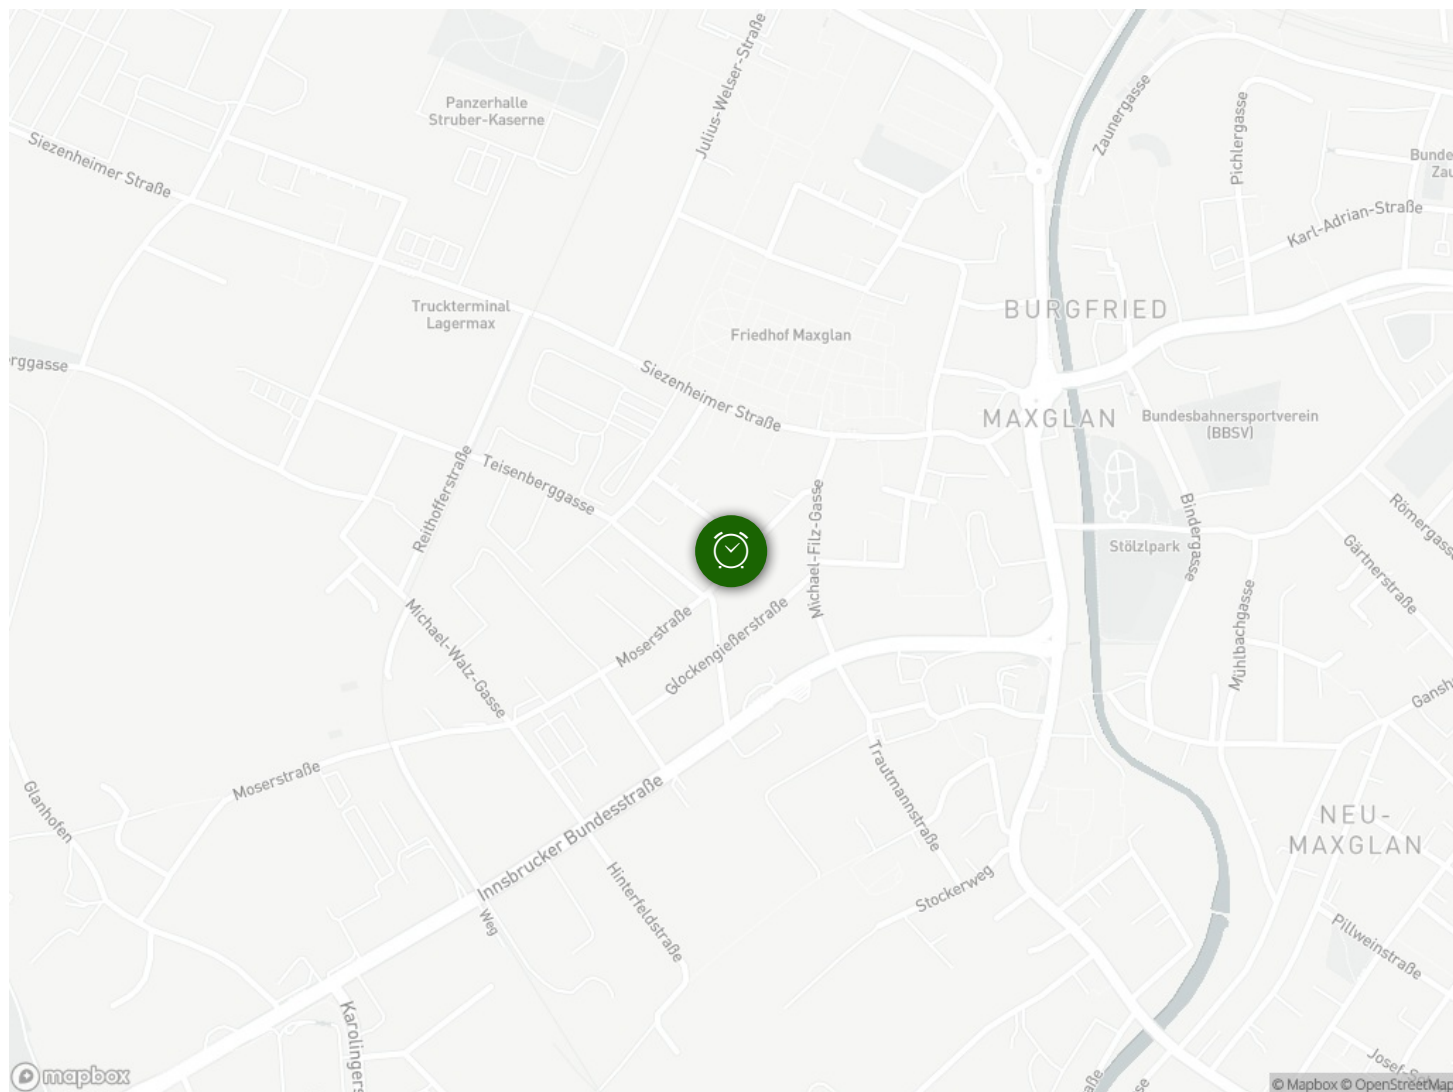 Julius-Welser-Straße
Panzerhalle
Struber-Kaserne
Zaunergasse
Pichlergasse
Siezenheimer Straße
Karl-Adrian-Straße
Truckterminal
Lagermax
BURGFRIED
Friedhof Maxglan
Siezenheimer Straße
MAXGLAN
Bundesbahnersportverein
(BBSV)
Teisenberggasse
Reithofferstraße
Michael-Filz-Gasse
Bindergasse
Stölzlpark
Gärtnerstraße
Mühlbachgasse
Michael-Walz-Gasse
Moserstraße
Glockengießerstraße
Moserstraße
Innsbrucker Bundesstraße
Trautmannstraße
Glanhofen
NEU-
MAXGLAN
Hinterfeldstraße
Stockerweg
Weg
Pillweinstraße
mapbox
© Mapbox © OpenStreetMap